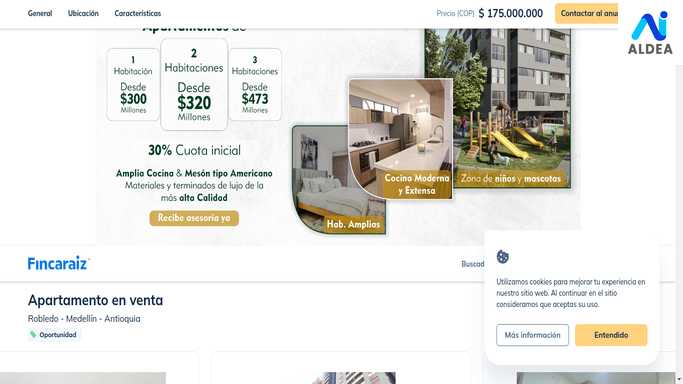 General Ubicación Características Precio (COP) $ 175.000.000
ALDEA
Apartamentos de
1 Habitación Desde $300 Millones
2 Habitaciones Desde $320 Millones
3 Habitaciones Desde $473 Millones
30% Cuota inicial
Amplia Cocina & Mesón tipo Americano
Materiales y terminados de lujo de la
más alta Calidad
Recibe asesoría ya
Hab. Amplias
Cocina Moderna
y Extensa
Zona de niños y mascotas
Contactar al
Fincaraiz
Apartamento en venta
Robledo - Medellín - Antioquia
Oportunidad
Utilizamos cookies para mejorar tu experiencia en
nuestro sitio web. Al continuar en el sitio
consideramos que aceptas su uso.
Más información Entendido